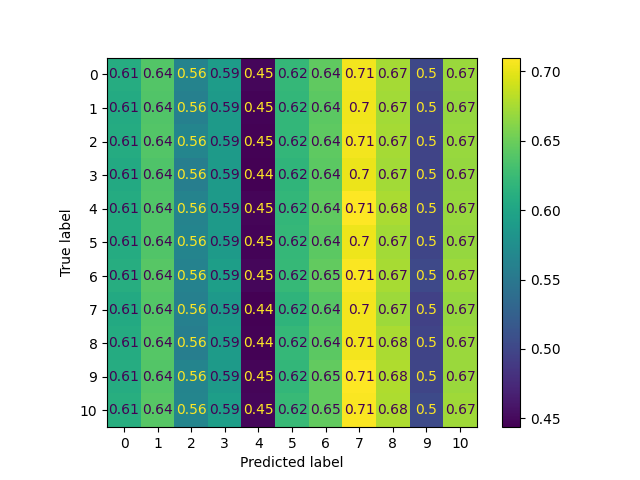 0 0.61 0.64 0.56 0.59 0.45 0.62 0.64 0.71 0.67 0.5 0.67
1 0.61 0.64 0.56 0.59 0.45 0.62 0.64 0.7 0.67 0.5 0.67
2 0.61 0.64 0.56 0.59 0.45 0.62 0.64 0.71 0.67 0.5 0.67
3 0.61 0.64 0.56 0.59 0.44 0.62 0.64 0.7 0.67 0.5 0.67
4 0.61 0.64 0.56 0.59 0.45 0.62 0.64 0.71 0.68 0.5 0.67
5 0.61 0.64 0.56 0.59 0.45 0.62 0.64 0.7 0.67 0.5 0.67
6 0.61 0.64 0.56 0.59 0.45 0.62 0.65 0.71 0.67 0.5 0.67
7 0.61 0.64 0.56 0.59 0.44 0.62 0.64 0.7 0.67 0.5 0.67
8 0.61 0.64 0.56 0.59 0.44 0.62 0.64 0.71 0.68 0.5 0.67
9 0.61 0.64 0.56 0.59 0.45 0.62 0.65 0.71 0.68 0.5 0.67
10 0.61 0.64 0.56 0.59 0.45 0.62 0.65 0.71 0.68 0.5 0.67
0 1 2 3 4 5 6 7 8 9 10
Predicted label
True label
0.70
0.65
0.60
0.55
0.50
0.45